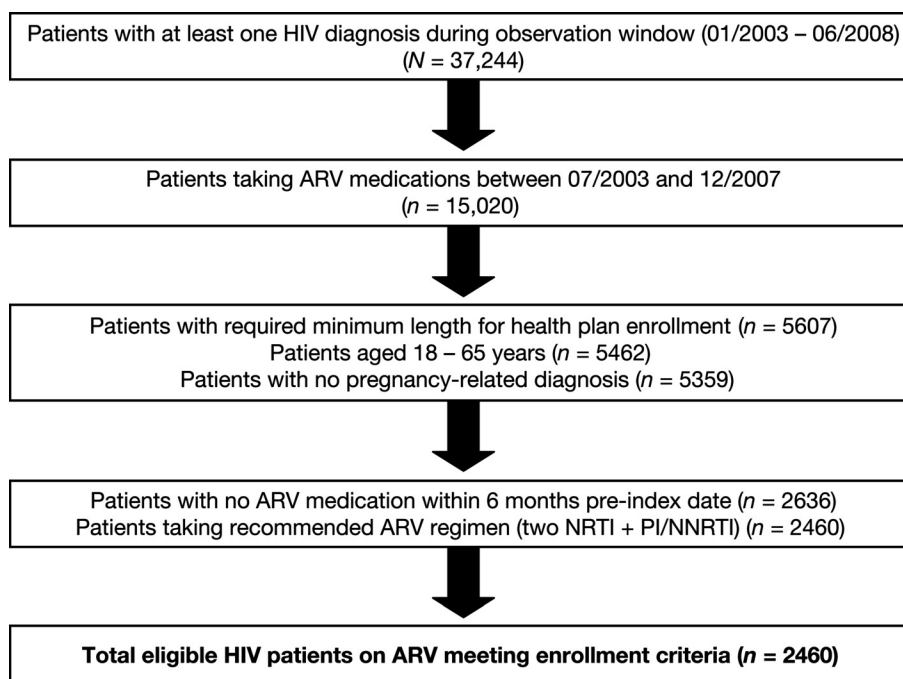 Patients with at least one HIV diagnosis during observation window (01/2003 – 06/2008)
(N = 37,244)
Patients taking ARV medications between 07/2003 and 12/2007
(n = 15,020)
Patients with required minimum length for health plan enrollment (n = 5607)
Patients aged 18 – 65 years (n = 5462)
Patients with no pregnancy-related diagnosis (n = 5359)
Patients with no ARV medication within 6 months pre-index date (n = 2636)
Patients taking recommended ARV regimen (two NRTI + PI/NNRTI) (n = 2460)
Total eligible HIV patients on ARV meeting enrollment criteria (n = 2460)